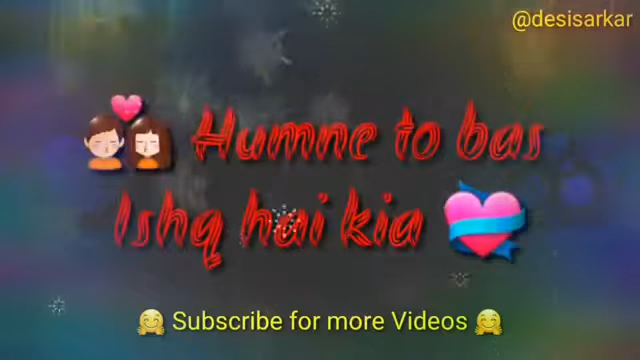 @desisarkar
💑 Humne to bas
Ishq hai kia 💝
🤗 Subscribe for more Videos 🤗